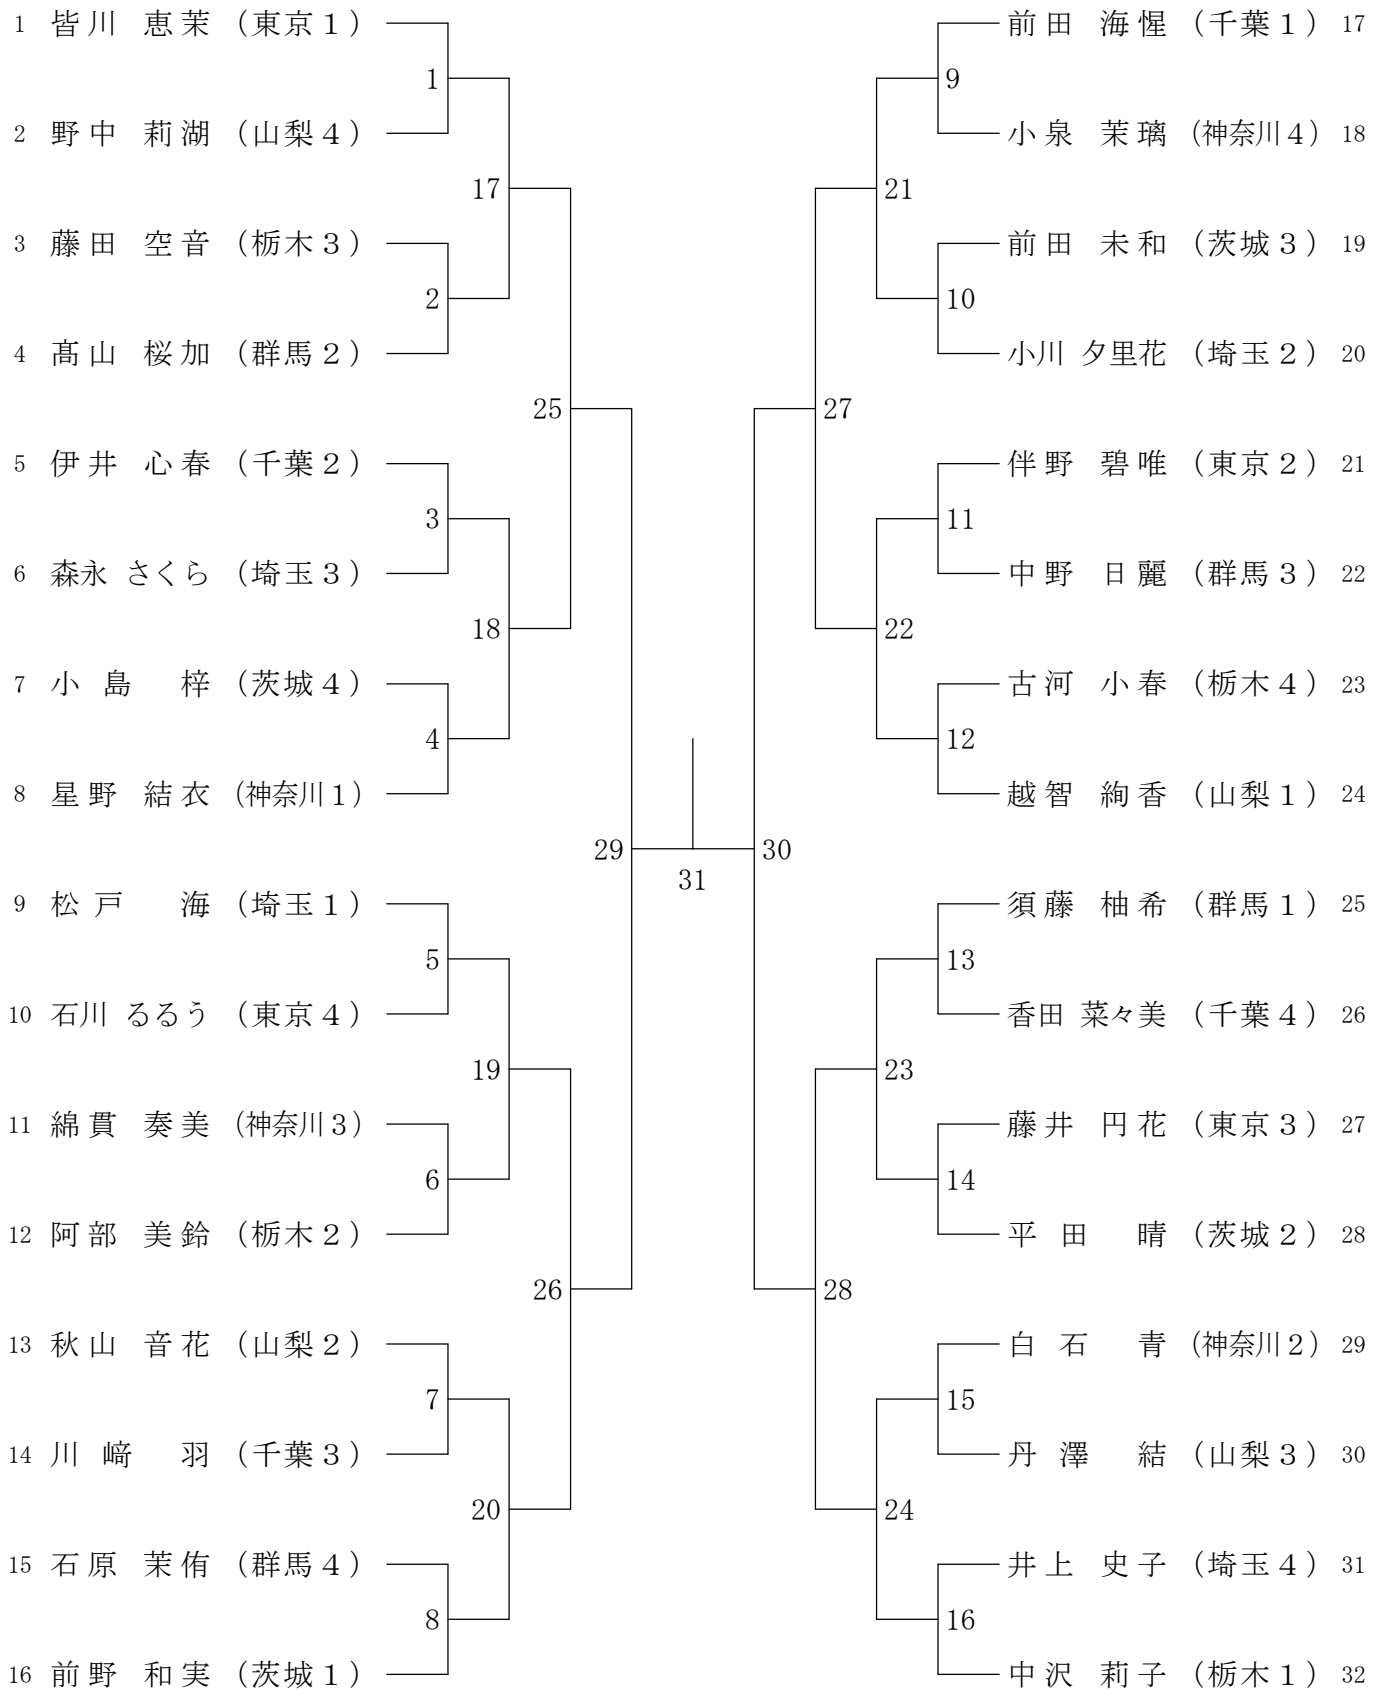 1 皆川 恵茉 (東京１)
1
2 野中 莉湖 (山梨４)
17
3 藤田 空音 (栃木３)
2
4 髙山 桜加 (群馬２)
25
5 伊井 心春 (千葉２)
3
6 森永 さくら (埼玉３)
18
7 小島 梓 (茨城４)
4
8 星野 結衣 (神奈川１)
29
9 松戸 海 (埼玉１)
5
10 石川 るるう (東京４)
19
11 綿貫 奏美 (神奈川３)
6
12 阿部 美鈴 (栃木２)
26
13 秋山 音花 (山梨２)
7
14 川﨑 羽 (千葉３)
20
15 石原 茉侑 (群馬４)
8
16 前野 和実 (茨城１)
31
前田 海惺 (千葉１) 17
9
小泉 茉璃 (神奈川４) 18
21
前田 未和 (茨城３) 19
10
小川 夕里花 (埼玉２) 20
27
伴野 碧唯 (東京２) 21
11
中野 日麗 (群馬３) 22
22
古河 小春 (栃木４) 23
12
越智 絢香 (山梨１) 24
30
須藤 柚希 (群馬１) 25
13
香田 菜々美 (千葉４) 26
23
藤井 円花 (東京３) 27
14
平田 晴 (茨城２) 28
28
白石 青 (神奈川２) 29
15
丹澤 結 (山梨３) 30
24
井上 史子 (埼玉４) 31
16
中沢 莉子 (栃木１) 32